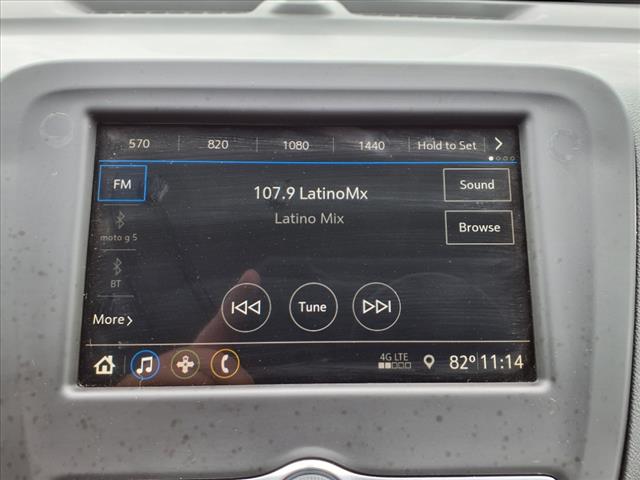 570 820 1080 1440 Hold to Set
FM 107.9 LatinoMx Sound
Latino Mix
Browse
moto g 5
BT
More
Tune
4G LTE
82° 11:14